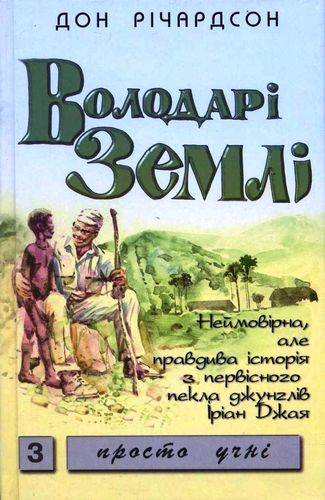 ДОН РІЧАРДСОН
Володарі
Землі
Неймовірна,
але
правдива історія
з первісного
пекла джунглів
Іріан Джая
3
просто учні